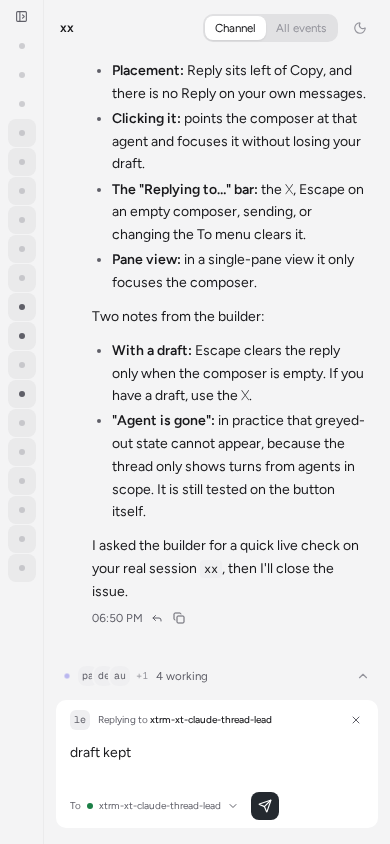 xx
Channel
All events
Placement: Reply sits left of Copy, and
there is no Reply on your own messages.
Clicking it: points the composer at that
agent and focuses it without losing your
draft.
The "Replying to…" bar: the X, Escape on
an empty composer, sending, or
changing the To menu clears it.
Pane view: in a single-pane view it only
focuses the composer.
Two notes from the builder:
With a draft: Escape clears the reply
only when the composer is empty. If you
have a draft, use the X.
"Agent is gone": in practice that greyed-
out state cannot appear, because the
thread only shows turns from agents in
scope. It is still tested on the button
itself.
I asked the builder for a quick live check on
your real session xx, then I'll close the
issue.
06:50 PM
pa de au +1 4 working
le Replying to xtrm-xt-claude-thread-lead
draft kept
To xtrm-xt-claude-thread-lead